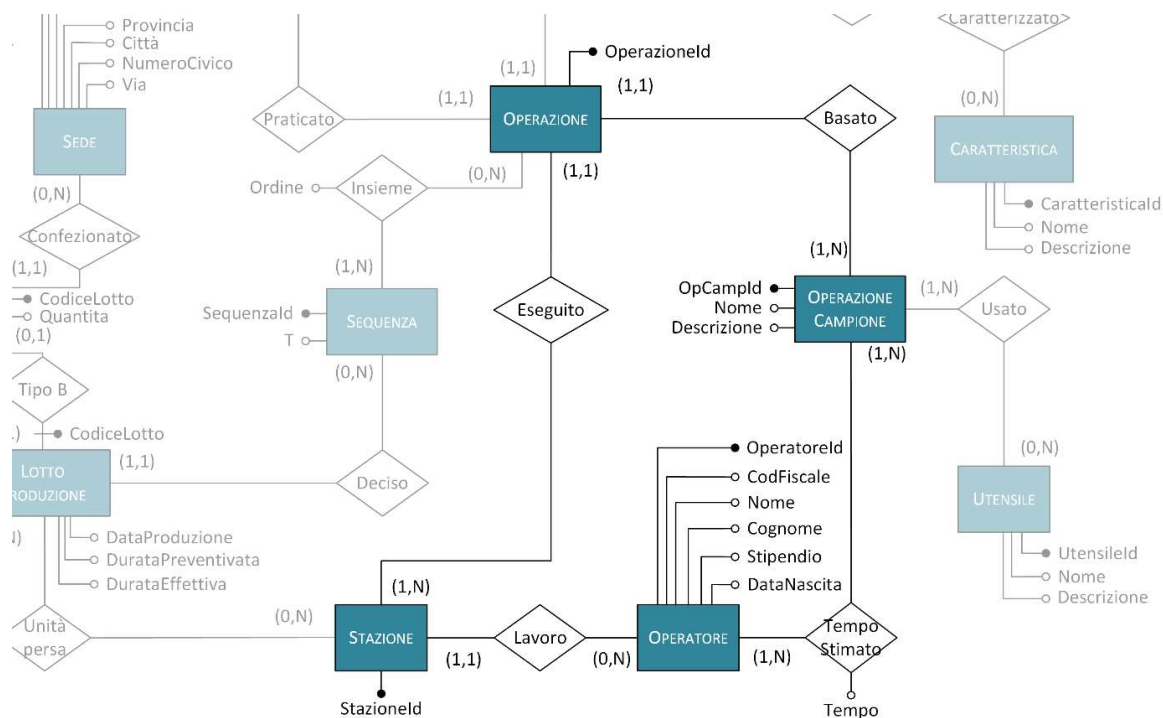 Provincia
Caratterizzato
Città
OperazioneId
NumeroCivico
(1,1)
(1,1)
Via
(1,1)
OPERAZIONE
Praticato
Basato
(0,N)
SEDE
CARATTERISTICA
(0,N)
(1,1)
Ordine
Insieme
(0,N)
CaratteristicaId
Confezionato
Nome
Descrizione
(1,N)
(1,N)
(1,1)
CodiceLotto
OpCampId
OPERAZIONE
CAMPIONE
(1,N)
Quantita
SequenzaId
SEQUENZA
Eseguito
Nome
Usato
(0,1)
T
Descrizione
(1,N)
(0,N)
Tipo B
CodiceLotto
OperatoreId
(0,N)
(1,1)
LOTTO
RODUZIONE
Deciso
CodFiscale
UTENSILE
Nome
DataProduzione
Cognome
DurataPreventivata
Stipendio
UtensileId
DurataEffettiva
DataNascita
Nome
Descrizione
(1,N)
Unità
persa
(0,N)
STAZIONE
Lavoro
OPERATORE
Tempo
Stimato
(1,1)
(0,N)
(1,N)
StazioneId
Tempo